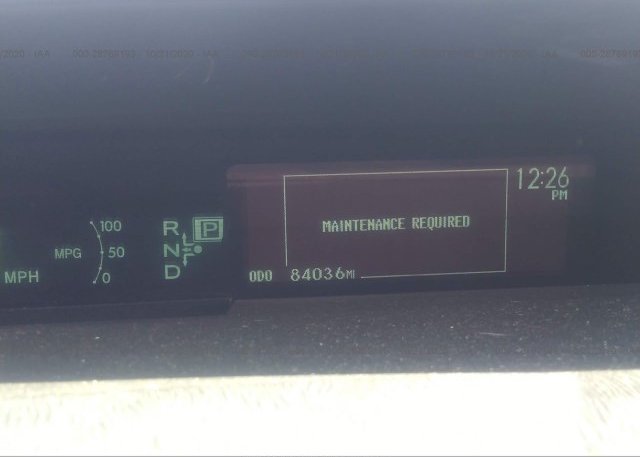 12:26
PM
MAINTENANCE REQUIRED
R P
N
D
100
MPG 50
0
MPH
ODO 84036MI